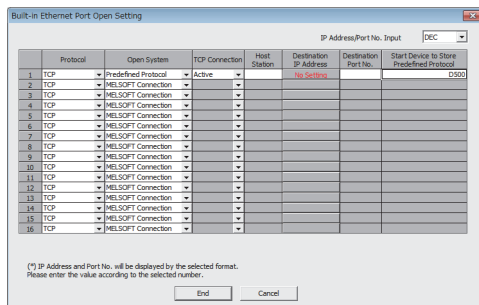 Built-in Ethernet Port Open Setting
IP Address/Port No. Input DEC
Protocol Open System TCP Connection Host Station Destination IP Address Destination Port No. Start Device to Store Predefined Protocol
1 TCP Predefined Protocol Active No Setting D500
2 TCP MELSOFT Connection
3 TCP MELSOFT Connection
4 TCP MELSOFT Connection
5 TCP MELSOFT Connection
6 TCP MELSOFT Connection
7 TCP MELSOFT Connection
8 TCP MELSOFT Connection
9 TCP MELSOFT Connection
10 TCP MELSOFT Connection
11 TCP MELSOFT Connection
12 TCP MELSOFT Connection
13 TCP MELSOFT Connection
14 TCP MELSOFT Connection
15 TCP MELSOFT Connection
16 TCP MELSOFT Connection
(*) IP Address and Port No. will be displayed by the selected format.
Please enter the value according to the selected number.
End Cancel